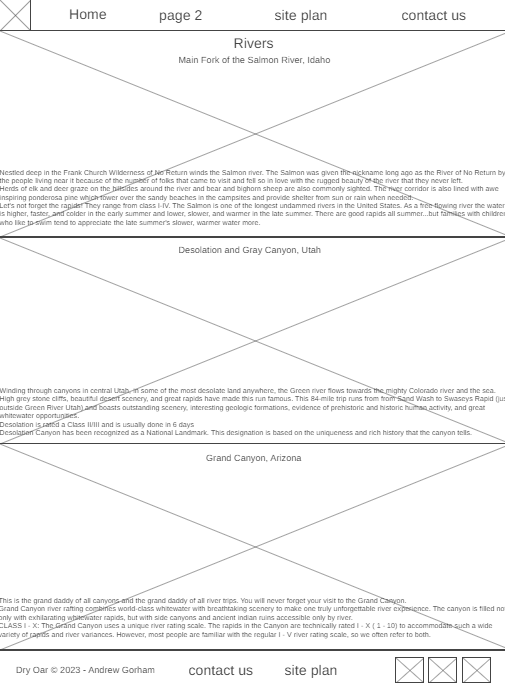 Home page 2 site plan contact us
Rivers
Main Fork of the Salmon River, Idaho
Nestled deep in the Frank Church Wilderness of No Return winds the Salmon river. The Salmon was given the nickname long ago as the River of No Return by
the people living near it because of the number of folks that came to visit and fell so in love with the rugged beauty of the river that they never left.
Herds of elk and deer graze on the hillsides around the river and bear and bighorn sheep are also commonly sighted. The river corridor is also lined with awe
inspiring ponderosa pine which tower over the sandy beaches in the campsites and provide shelter from sun or rain when needed.
Let's not forget the rapids! They range from class I-IV. The Salmon is one of the longest undammed rivers in the United States. As a free flowing river the water
is higher, faster, and colder in the early summer and lower, slower, and warmer in the late summer. There are good rapids all summer...but families with children
who like to swim tend to appreciate the late summer's slower, warmer water more.
Desolation and Gray Canyon, Utah
Winding through canyons in central Utah, in some of the most desolate land anywhere, the Green river flows towards the mighty Colorado river and the sea.
High grey stone cliffs, beautiful desert scenery, and great rapids have made this run famous. This 84-mile trip runs from from Sand Wash to Swaseys Rapid (jus
outside Green River Utah) and boasts outstanding scenery, interesting geologic formations, evidence of prehistoric and historic human activity, and great
whitewater opportunities.
Desolation is rated a Class II/III and is usually done in 6 days
Desolation Canyon has been recognized as a National Landmark. This designation is based on the uniqueness and rich history that the canyon tells.
Grand Canyon, Arizona
This is the grand daddy of all canyons and the grand daddy of all river trips. You will never forget your visit to the Grand Canyon.
Grand Canyon river rafting combines world-class whitewater with breathtaking scenery to make one truly unforgettable river experience. The canyon is filled not
only with exhilarating whitewater rapids, but with side canyons and ancient indian ruins accessible only by river.
CLASS I - X: The Grand Canyon uses a unique river rating scale. The rapids in the Canyon are technically rated I - X ( 1 - 10) to accommodate such a wide
variety of rapids and river variances. However, most people are familiar with the regular I - V river rating scale, so we often refer to both.
Dry Oar © 2023 - Andrew Gorham contact us site plan